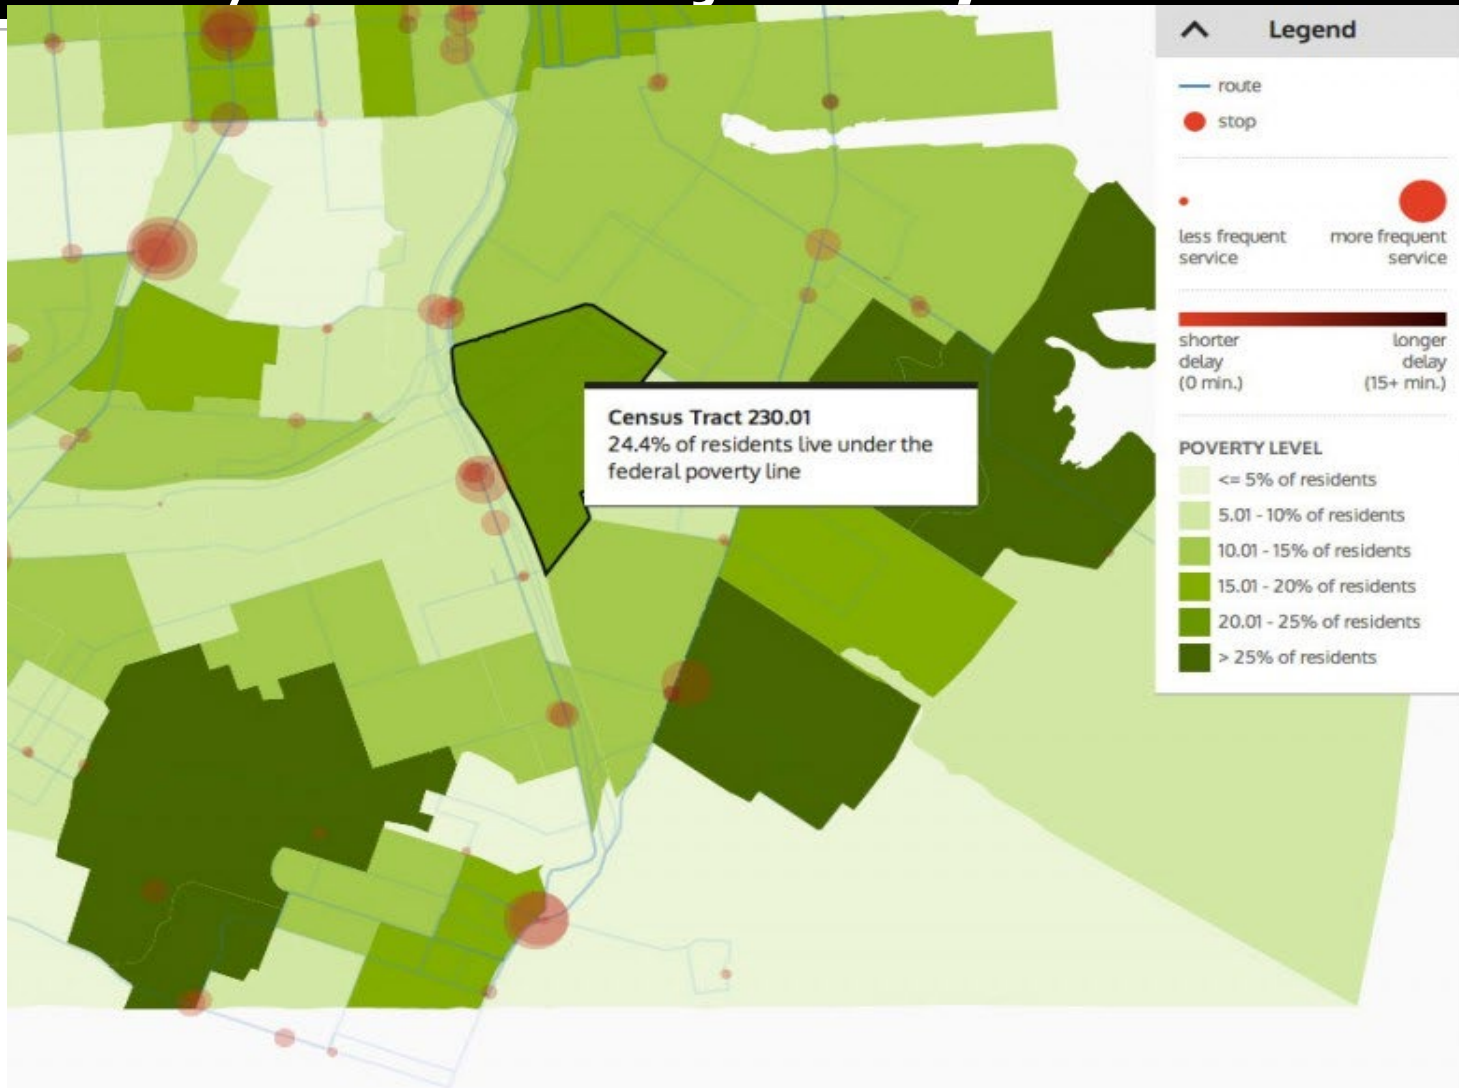 Legend
route
stop
less frequent
service
more frequent
service
shorter
delay
(0 min.)
longer
delay
(15+ min.)
POVERTY LEVEL
<= 5% of residents
5.01 - 10% of residents
10.01 - 15% of residents
15.01 - 20% of residents
20.01 - 25% of residents
> 25% of residents
Census Tract 230.01
24.4% of residents live under the
federal poverty line